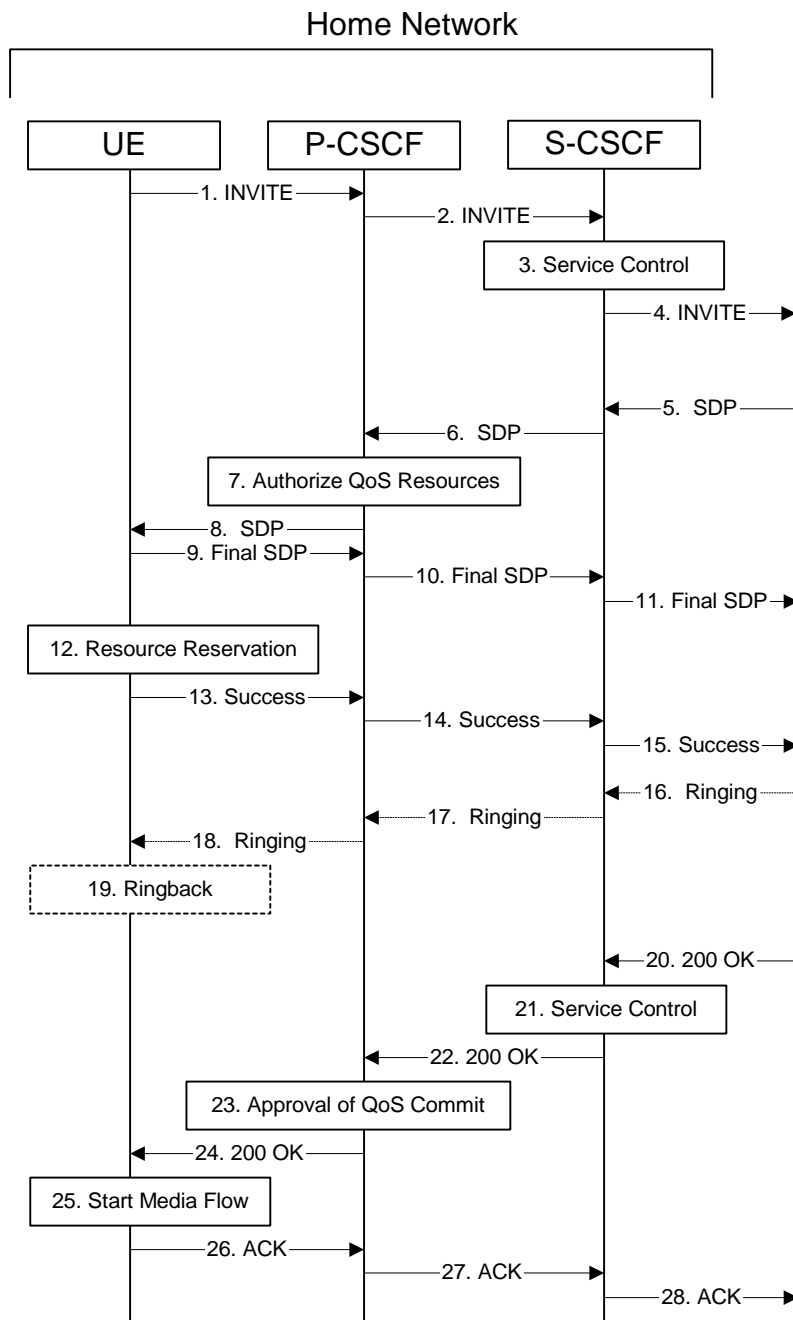 Home Network
UE
P-CSCF
S-CSCF
1. INVITE
2. INVITE
3. Service Control
4. INVITE
5. SDP
6. SDP
7. Authorize QoS Resources
8. SDP
9. Final SDP
10. Final SDP
11. Final SDP
12. Resource Reservation
13. Success
14. Success
15. Success
16. Ringing
17. Ringing
18. Ringing
19. Ringback
20. 200 OK
21. Service Control
22. 200 OK
23. Approval of QoS Commit
24. 200 OK
25. Start Media Flow
26. ACK
27. ACK
28. ACK